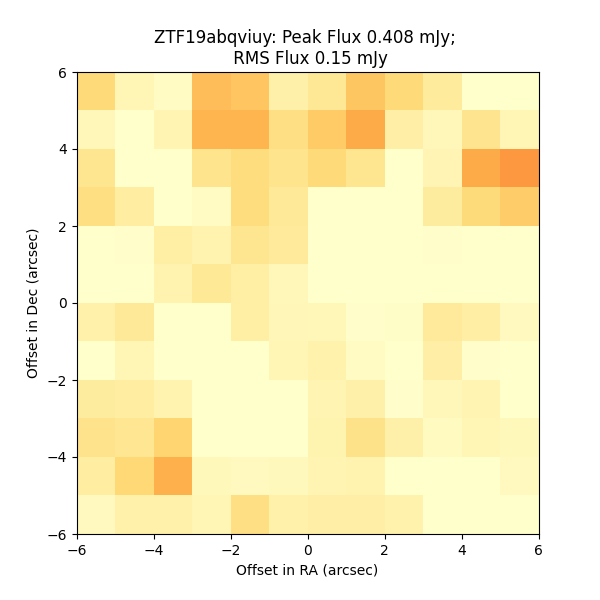 ZTF19abqviuy: Peak Flux 0.408 mJy;
RMS Flux 0.15 mJy
6
4
2
0
−2
−4
−6
Offset in Dec (arcsec)
−6 −4 −2 0 2 4 6
Offset in RA (arcsec)